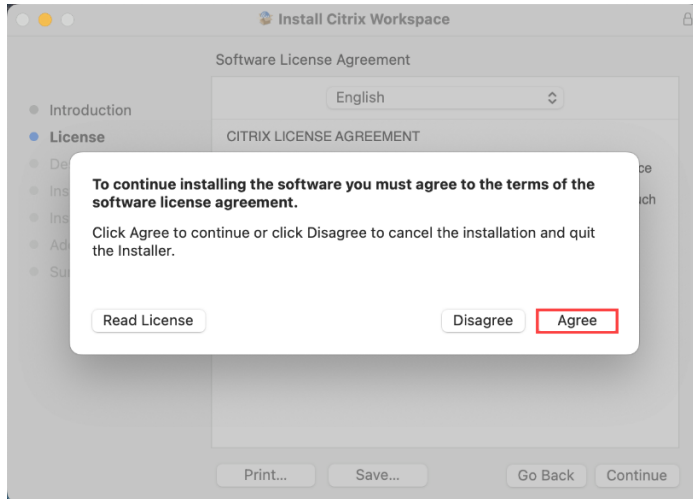 Install Citrix Workspace
Software License Agreement
English
Introduction
License
CITRIX LICENSE AGREEMENT
To continue installing the software you must agree to the terms of the
software license agreement.
Click Agree to continue or click Disagree to cancel the installation and quit
the Installer.
Read License
Disagree
Agree
Print...
Save...
Go Back
Continue